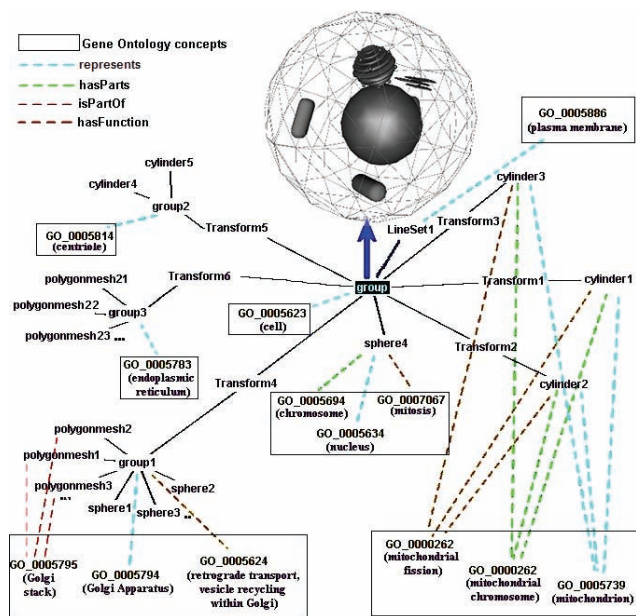 Gene Ontology concepts
represents
hasParts
isPartOf
hasFunction
GO_0005886
(plasma membrane)
cylinder5
cylinder4
group2
cylinder3
Transform5
LineSet1
Transform3
GO_0005814
(centriole)
polygonmesh21
Transform6
group
Transform1
cylinder1
polygonmesh22
group3
GO_0005623
(cell)
polygonmesh23 ...
sphere4
Transform2
GO_0005783
(endoplasmic
reticulum)
Transform4
cylinder2
GO_0005694
(chromosome)
GO_0007067
(mitosis)
GO_0005634
(nucleus)
polygonmesh2
polygonmesh1
group1
polygonmesh3
...
sphere2
sphere1
sphere3 ..
GO_0005795
(Golgi
stack)
GO_0005794
(Golgi Apparatus)
GO_0005624
(retrograde transport,
vesicle recycling
within Golgi)
GO_0000262
(mitochondrial
fission)
GO_0000262
(mitochondrial
chromosome)
GO_0005739
(mitochondrion)